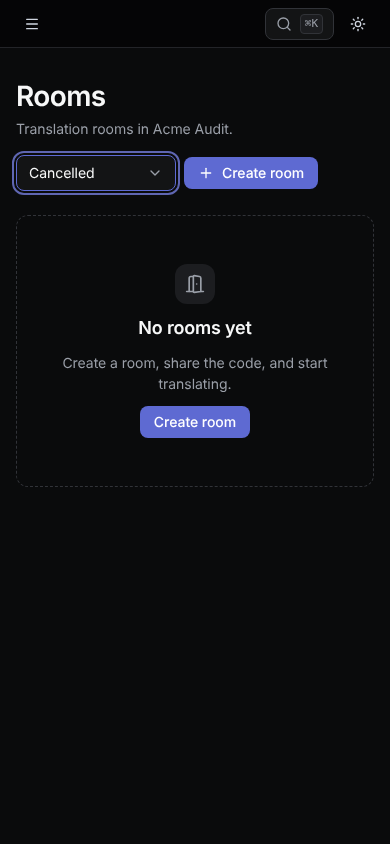 ⌘K
Rooms
Translation rooms in Acme Audit.
Cancelled
Create room
No rooms yet
Create a room, share the code, and start
translating.
Create room